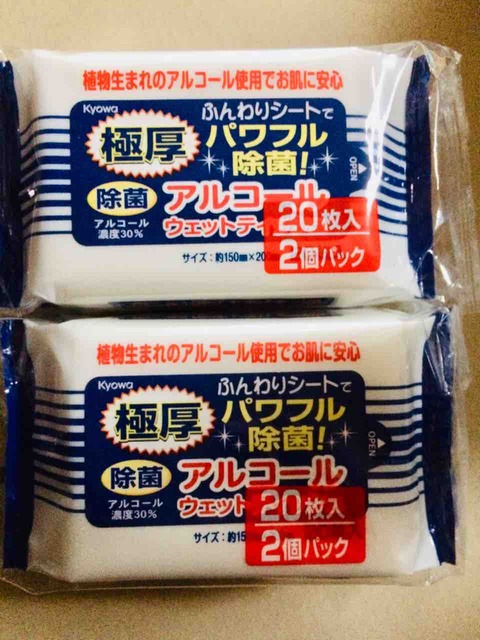 植物生まれのアルコール使用でお肌に安心
Kyowa
ふんわりシートで
極厚
パワフル
除菌!
OPEN
除菌
アルコール
アルコール
濃度30%
ウェットティ
20枚入
2個パック
サイズ:約150㎜×200
植物生まれのアルコール使用でお肌に安心
Kyowa
ふんわりシートで
極厚
パワフル
除菌!
OPEN
除菌
アルコール
アルコール
濃度30%
ウェット
20枚入
2個パック
サイズ:約15